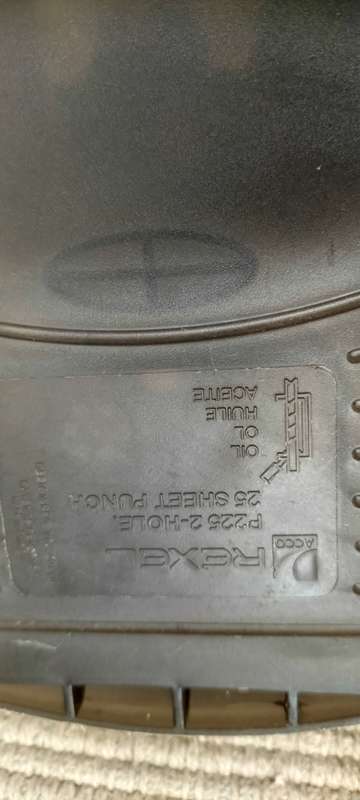 ACCO
REXEL
P225 2-HOLE.
25 SHEET PUNCH
OIL
OL
HUILE
ACEITE